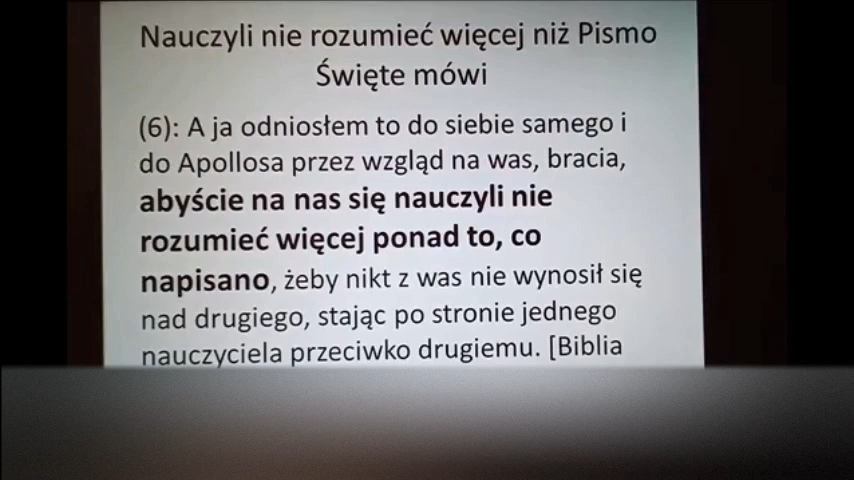 Nauczyli nie rozumieć więcej niż Pismo
Święte mówi
(6): A ja odniosłem to do siebie samego i
do Apollosa przez wzgląd na was, bracia,
abyście na nas się nauczyli nie
rozumieć więcej ponad to, co
napisano, żeby nikt z was nie wynosił się
nad drugiego, stając po stronie jednego
nauczyciela przeciwko drugiemu. [Biblia